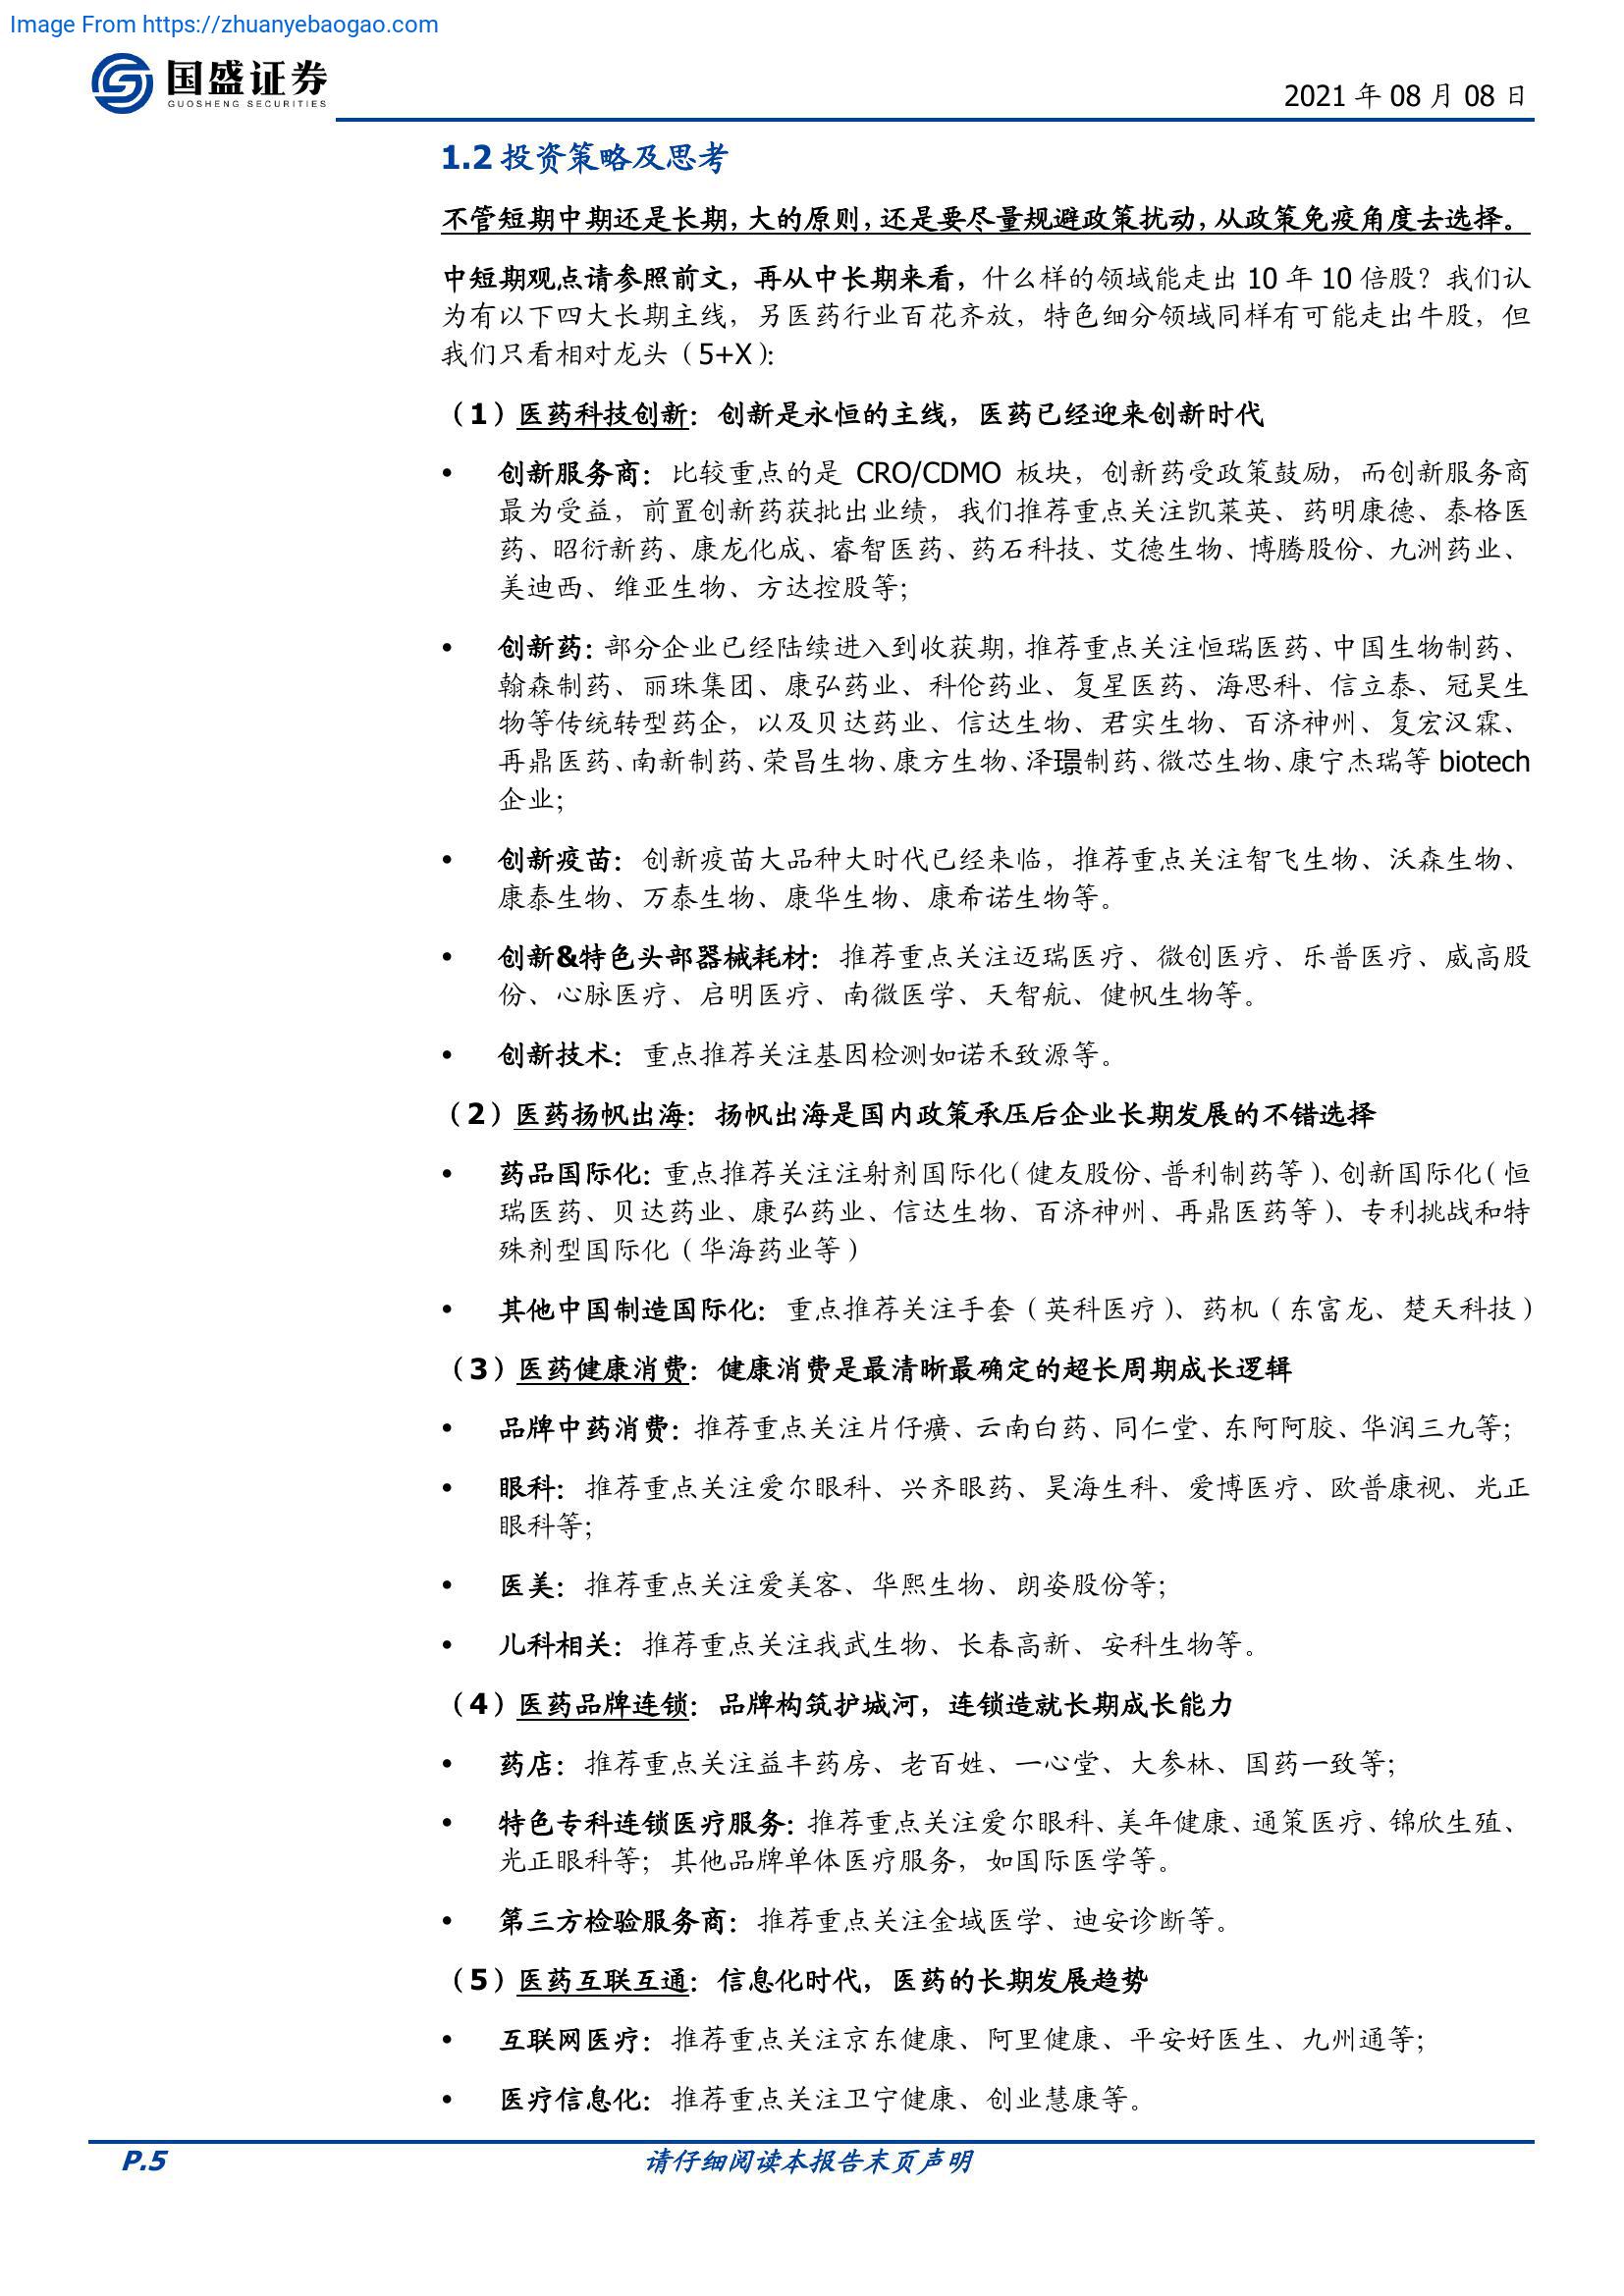 Image From https://zhuanyebaogao.com
国盛证券
GUOSHENG SECURITIES
2021 年 08 月 08 日
1.2 投资策略及思考
不管短期中期还是长期，大的原则，还是要尽量规避政策扰动，从政策免疫角度去选择。
中短期观点请参照前文，再从中长期来看，什么样的领域能走出 10 年 10 倍股？我们认
为有以下四大长期主线，另医药行业百花齐放，特色细分领域同样有可能走出牛股，但
我们只看相对龙头（5+X）：
（1）医药科技创新：创新是永恒的主线，医药已经迎来创新时代
• 创新服务商：比较重点的是 CRO/CDMO 板块，创新药受政策鼓励，而创新服务商
最为受益，前置创新药获批出业绩，我们推荐重点关注凯莱英、药明康德、泰格医
药、昭衍新药、康龙化成、睿智医药、药石科技、艾德生物、博腾股份、九洲药业、
美迪西、维亚生物、方达控股等；
• 创新药：部分企业已经陆续进入到收获期，推荐重点关注恒瑞医药、中国生物制药、
翰森制药、丽珠集团、康弘药业、科伦药业、复星医药、海思科、信立泰、冠昊生
物等传统转型药企，以及贝达药业、信达生物、君实生物、百济神州、复宏汉霖、
再鼎医药、南新制药、荣昌生物、康方生物、泽璟制药、微芯生物、康宁杰瑞等 biotech
企业；
• 创新疫苗：创新疫苗大品种大时代已经来临，推荐重点关注智飞生物、沃森生物、
康泰生物、万泰生物、康华生物、康希诺生物等。
• 创新&特色头部器械耗材：推荐重点关注迈瑞医疗、微创医疗、乐普医疗、威高股
份、心脉医疗、启明医疗、南微医学、天智航、健帆生物等。
• 创新技术：重点推荐关注基因检测如诺禾致源等。
（2）医药扬帆出海：扬帆出海是国内政策承压后企业长期发展的不错选择
• 药品国际化：重点推荐关注注射剂国际化（健友股份、普利制药等）、创新国际化（恒
瑞医药、贝达药业、康弘药业、信达生物、百济神州、再鼎医药等）、专利挑战和特
殊剂型国际化（华海药业等）
• 其他中国制造国际化：重点推荐关注手套（英科医疗）、药机（东富龙、楚天科技）
（3）医药健康消费：健康消费是最清晰最确定的超长周期成长逻辑
• 品牌中药消费：推荐重点关注片仔癀、云南白药、同仁堂、东阿阿胶、华润三九等；
• 眼科：推荐重点关注爱尔眼科、兴齐眼药、昊海生科、爱博医疗、欧普康视、光正
眼科等；
• 医美：推荐重点关注爱美客、华熙生物、朗姿股份等；
• 儿科相关：推荐重点关注我武生物、长春高新、安科生物等。
（4）医药品牌连锁：品牌构筑护城河，连锁造就长期成长能力
• 药店：推荐重点关注益丰药房、老百姓、一心堂、大参林、国药一致等；
• 特色专科连锁医疗服务：推荐重点关注爱尔眼科、美年健康、通策医疗、锦欣生殖、
光正眼科等；其他品牌单体医疗服务，如国际医学等。
• 第三方检验服务商：推荐重点关注金域医学、迪安诊断等。
（5）医药互联互通：信息化时代，医药的长期发展趋势
• 互联网医疗：推荐重点关注京东健康、阿里健康、平安好医生、九州通等；
• 医疗信息化：推荐重点关注卫宁健康、创业慧康等。
P.5
请仔细阅读本报告末页声明